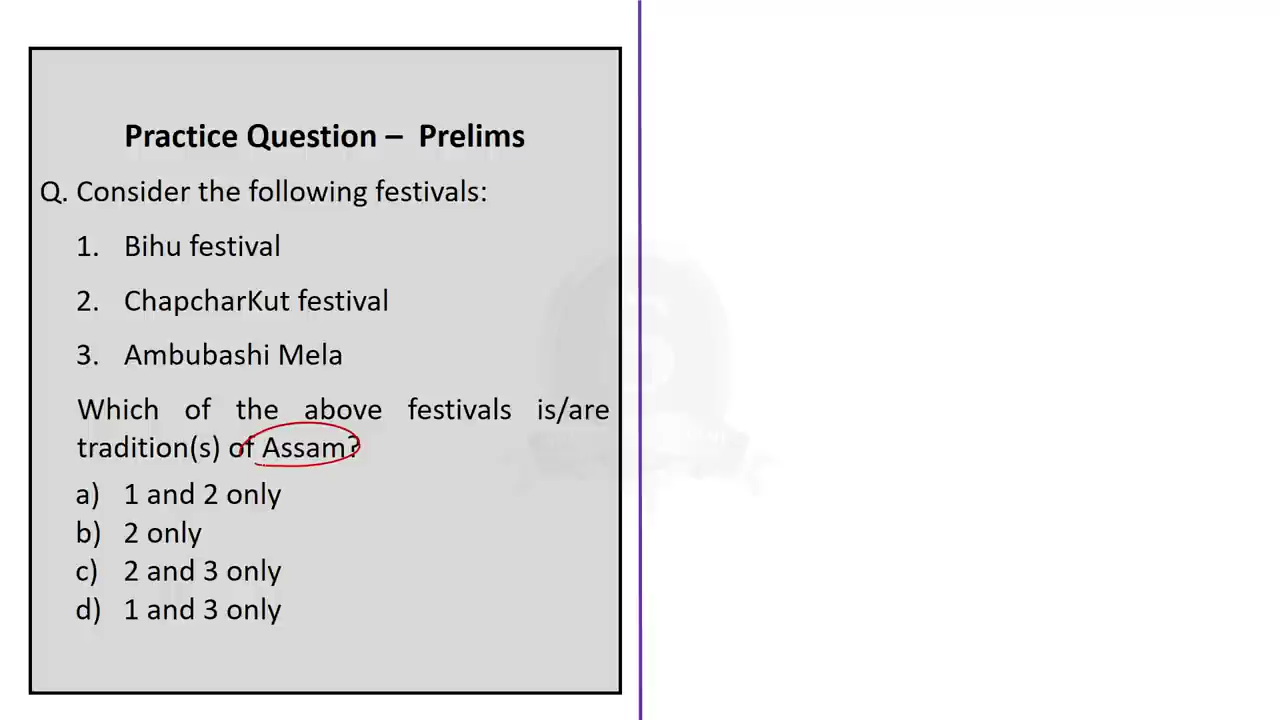 Practice Question – Prelims
Q. Consider the following festivals:
1. Bihu festival
2. ChapcharKut festival
3. Ambubashi Mela
Which of the above festivals is/are
tradition(s) of Assam?
a) 1 and 2 only
b) 2 only
c) 2 and 3 only
d) 1 and 3 only